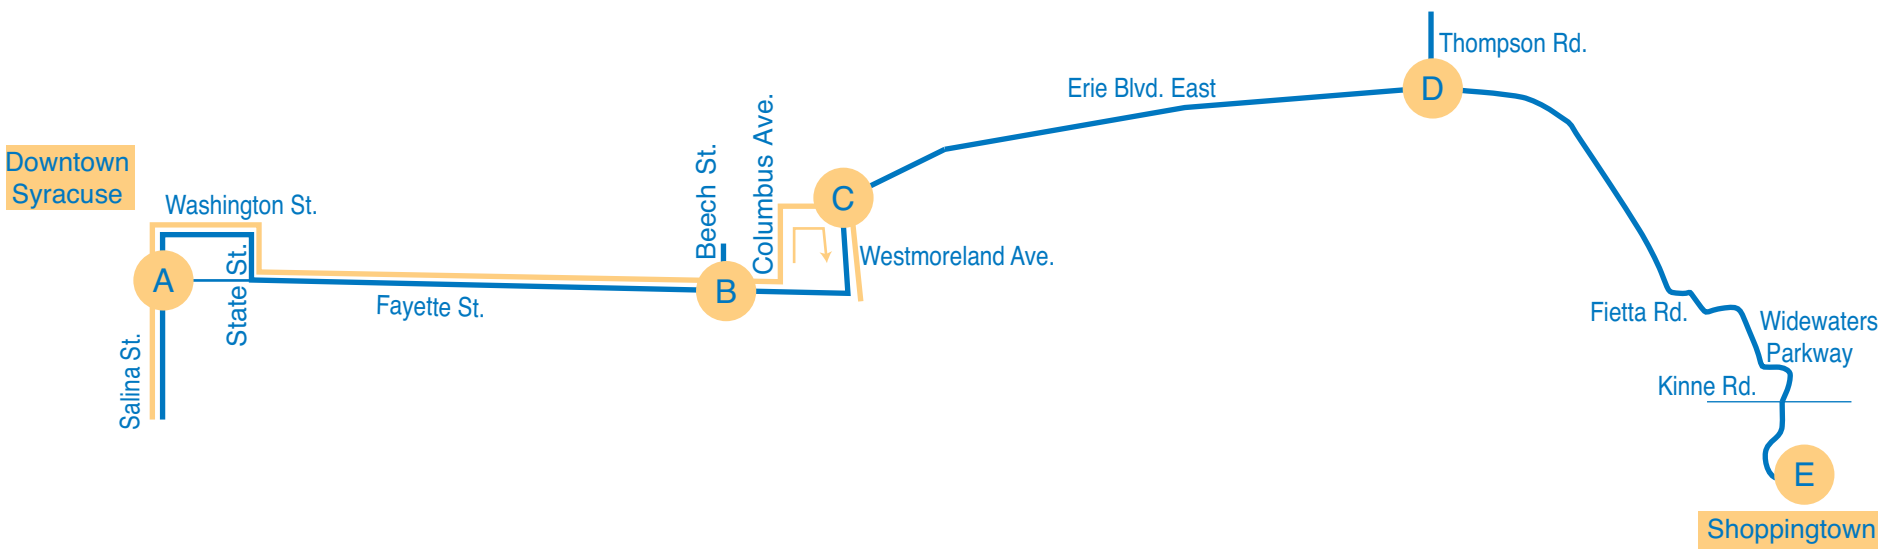 Thompson Rd.
D
Erie Blvd. East
Downtown
Syracuse
Washington St.
Beech St.
Columbus Ave.
C
Westmoreland Ave.
A
State St.
B
Fayette St.
Salina St.
Fietta Rd.
Widewaters
Parkway
Kinne Rd.
E
Shoppingtown